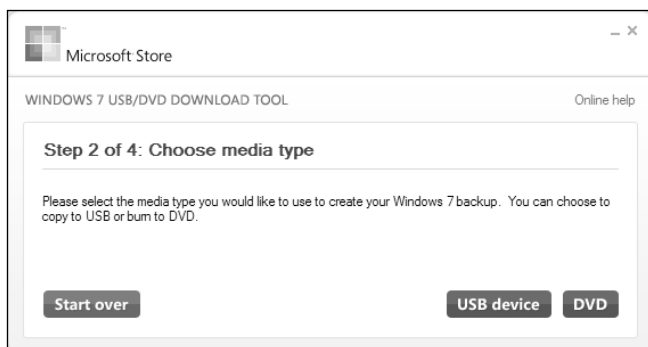 Microsoft Store
WINDOWS 7 USB/DVD DOWNLOAD TOOL
Online help
Step 2 of 4: Choose media type
Please select the media type you would like to use to create your Windows 7 backup. You can choose to
copy to USB or burn to DVD.
Start over
USB device
DVD